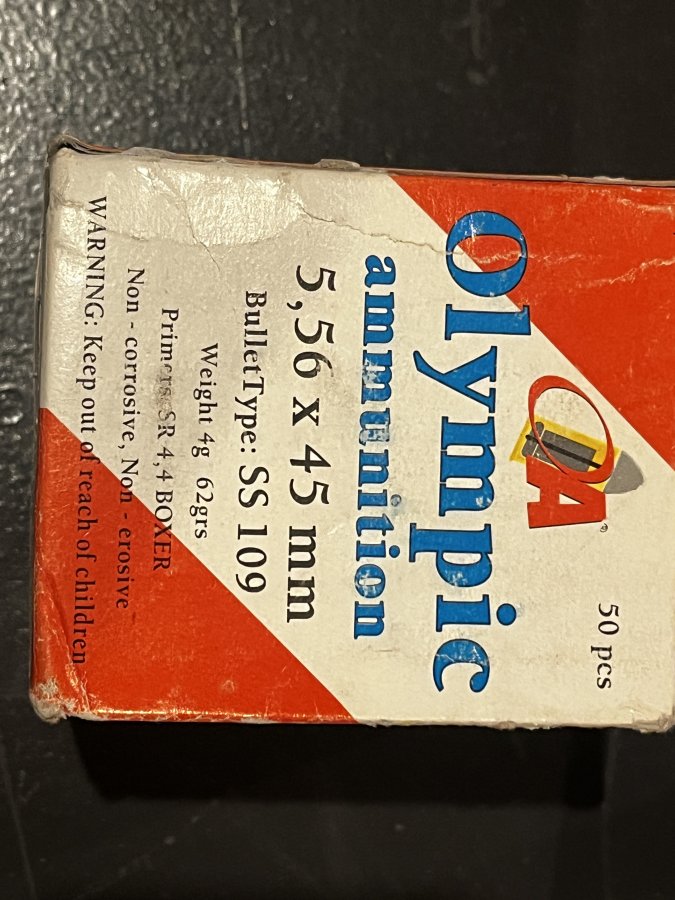 50 pcs
OA®
Olympic
ammunition
5,56 x 45 mm
BulletType: SS 109
Weight 4g 62grs
Primers: SR 4,4 BOXER
Non - corrosive, Non - erosive
WARNING: Keep out of reach of children